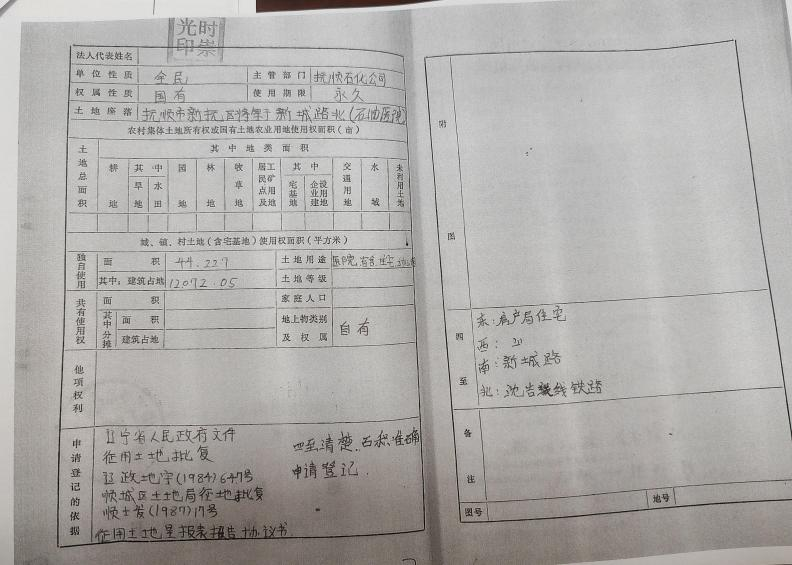 光时
印崇
法人代表姓名
单位性质 全民 主管部门 抚顺石化公司
权属性质 国有 使用期限 永久
土地座落 抚顺市新抚区将军于新城路北(石油医院)
农村集体土地所有权或国有土地农业用地使用权面积(亩)
土地总面积 其中地类面积
耕地 其中 旱地 水田 园地 林地 牧草地 居民点及工矿用地 其中 宅基地 企业建设用地 交通用地 水域 未利用土地
城、镇、村土地(含宅基地)使用权面积(平方米)
独自使用 面积 44.227 土地用途 医院,宿舍,住宅
其中:建筑占地 12072.05 土地等级
共有使用权 面积 家庭人口
其中分摊 面积 地上物类别及权属 自有
建筑占地
他项权利
申请登记的依据
辽宁省人民政府文件
征用土地批复
辽政地字(1984)647号
顺城区土地局征地批复
顺土发(1987)17号
征用土地呈报表报告协议书
四至清楚,面积准确
申请登记.
附图
四至
东:房产局住宅
西:
南:新城路
北:沈吉线铁路
备注
图号 地号